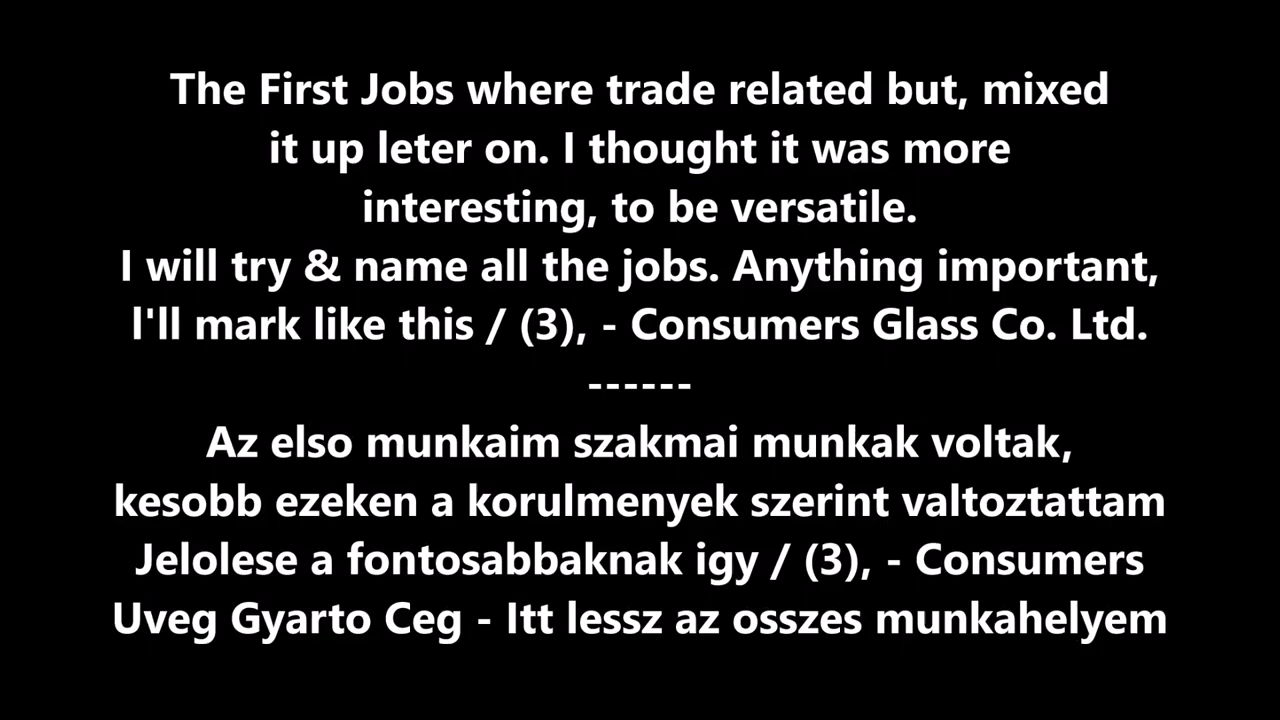 The First Jobs where trade related but, mixed
it up leter on. I thought it was more
interesting, to be versatile.
I will try & name all the jobs. Anything important,
l'll mark like this / (3), - Consumers Glass Co. Ltd.
------
Az elso munkaim szakmai munkak voltak,
kesobb ezeken a korulmenyek szerint valtoztattam
Jelolese a fontosabbaknak igy / (3), - Consumers
Uveg Gyarto Ceg - Itt lessz az osszes munkahelyem